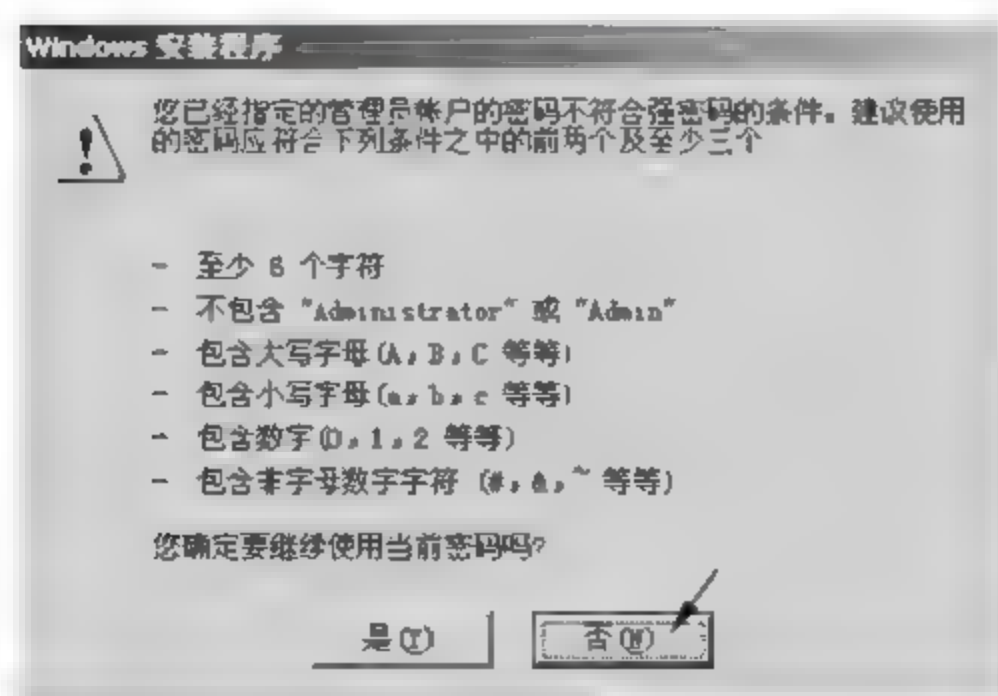 Windows 安装程序
您已经指定的管理员帐户的密码不符合强密码的条件。建议使用
的密码应符合下列条件之中的前两个及至少三个
- 至少 6 个字符
- 不包含 "Administrator" 或 "Admin"
- 包含大写字母(A, B, C 等等)
- 包含小写字母(a, b, c 等等)
- 包含数字(0, 1, 2 等等)
- 包含非字母数字字符 (#, &, ~ 等等)
您确定要继续使用当前密码吗?
是(Y)
否(N)